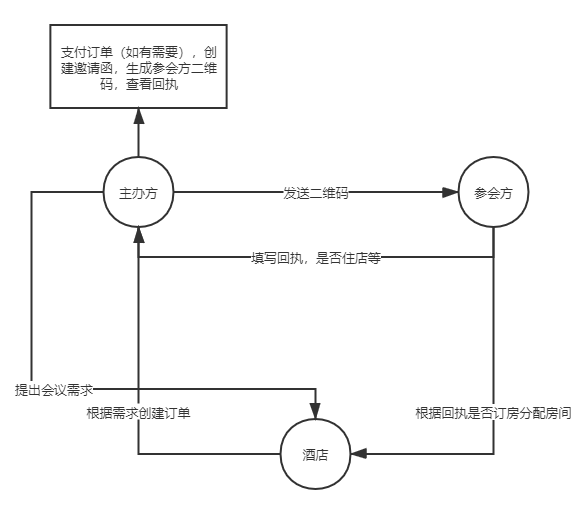 支付订单（如有需要），创
建邀请函，生成参会方二维
码，查看回执
主办方
发送二维码
参会方
填写回执，是否住店等
提出会议需求
根据需求创建订单
根据回执是否订房分配房间
酒店